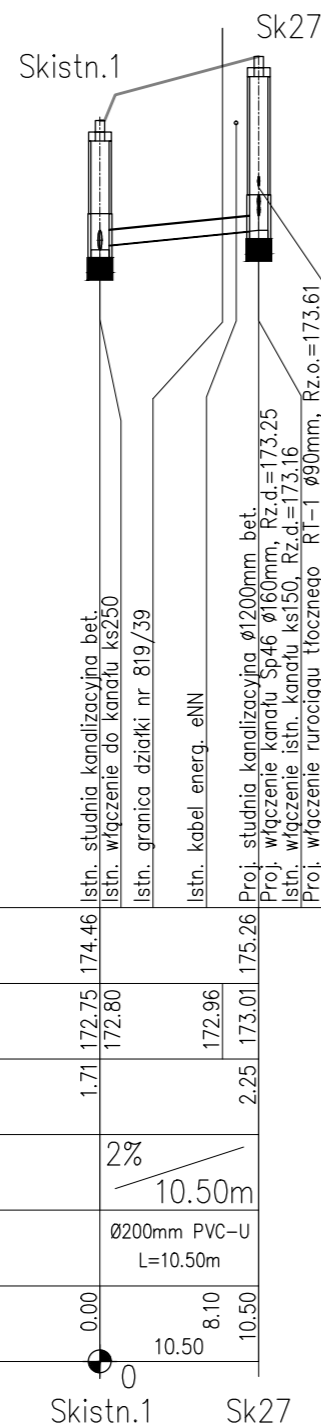 Sk27
Skistn.1
Istn. studnia kanalizacyjna bet.
Istn. włączenie do kanału ks250
Istn. granica działki nr 819/39
Istn. kabel energ. eNN
Proj. studnia kanalizacyjna ø1200mm bet.
Proj. włączenie kanału Sp46 ø160mm, Rz.d.=173.25
Istn. włączenie istn. kanału ks150, Rz.d.=173.16
Proj. włączenie rurociągu tłocznego RT-1 ø90mm, Rz.o.=173.61
174.46 175.26
172.75 172.80 172.96 173.01
1.71 2.25
2%
10.50m
Ø200mm PVC-U
L=10.50m
0.00 8.10 10.50
10.50
0
Skistn.1 Sk27